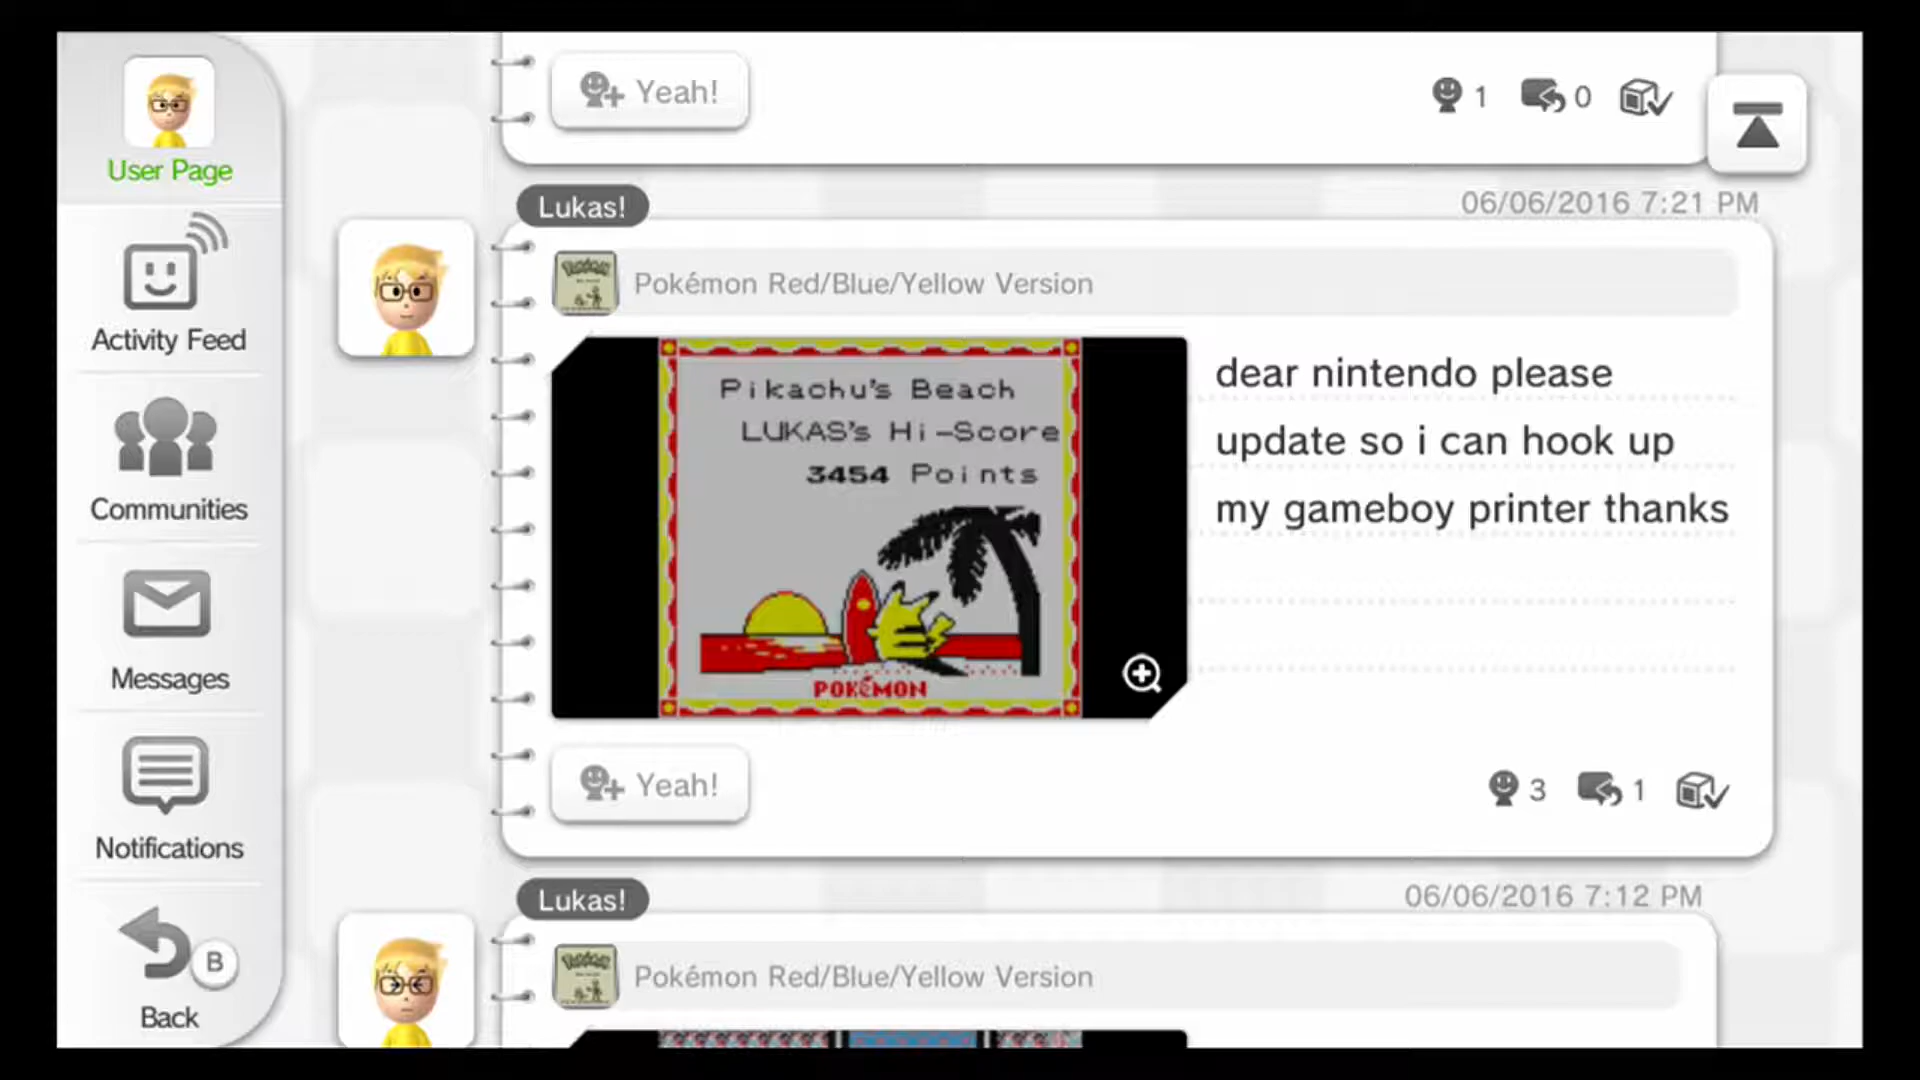 User Page
Activity Feed
Communities
Messages
Notifications
B
Back
Yeah!
1
0
Lukas!
06/06/2016 7:21 PM
Pokémon Red/Blue/Yellow Version
Pikachu's Beach
LUKAS's Hi-Score
3454 Points
POKéMON
dear nintendo please
update so i can hook up
my gameboy printer thanks
Yeah!
3
1
Lukas!
06/06/2016 7:12 PM
Pokémon Red/Blue/Yellow Version